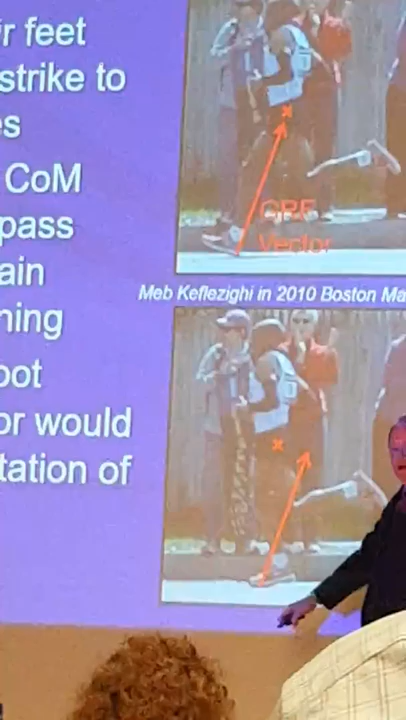 r feet
strike to
es
CoM
pass
ain
ning
oot
or would
tation of
GRF
Vector
Meb Keflezighi in 2010 Boston Ma